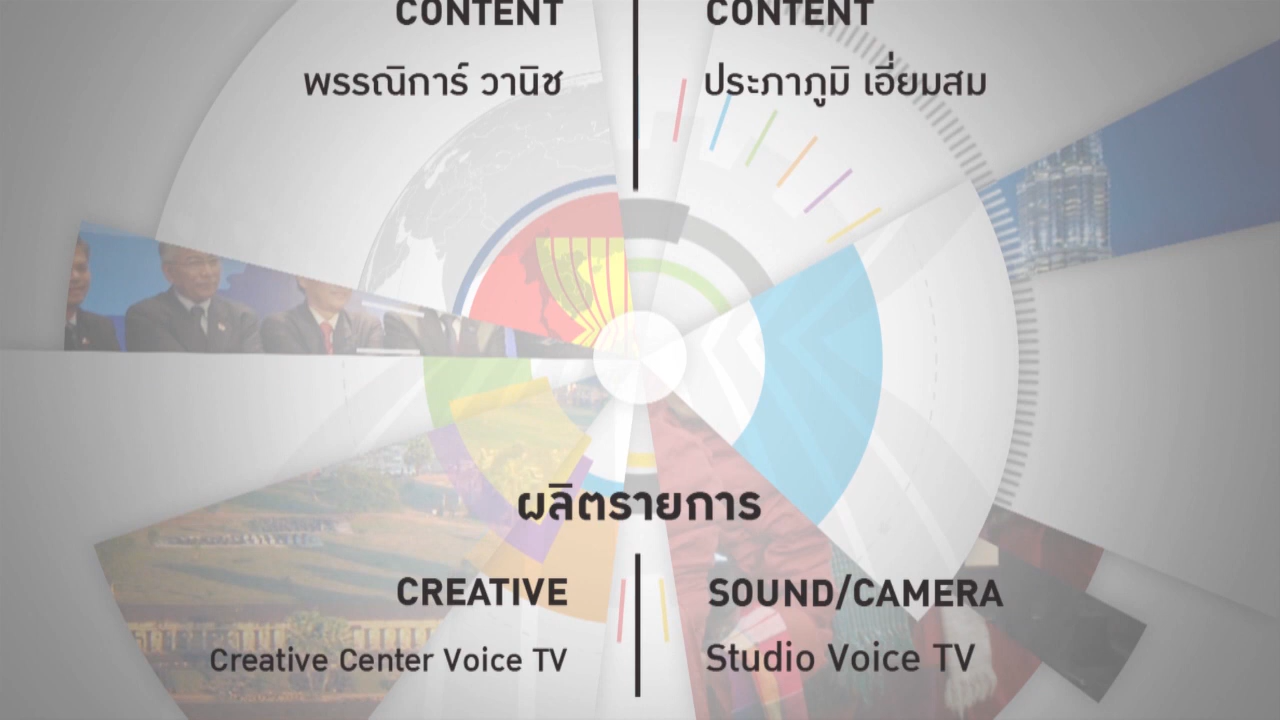 CONTENT CONTENT
พรรณิการ์ วานิช ประภาภูมิ เอี่ยมสม
ผลิตรายการ
CREATIVE SOUND/CAMERA
Creative Center Voice TV Studio Voice TV